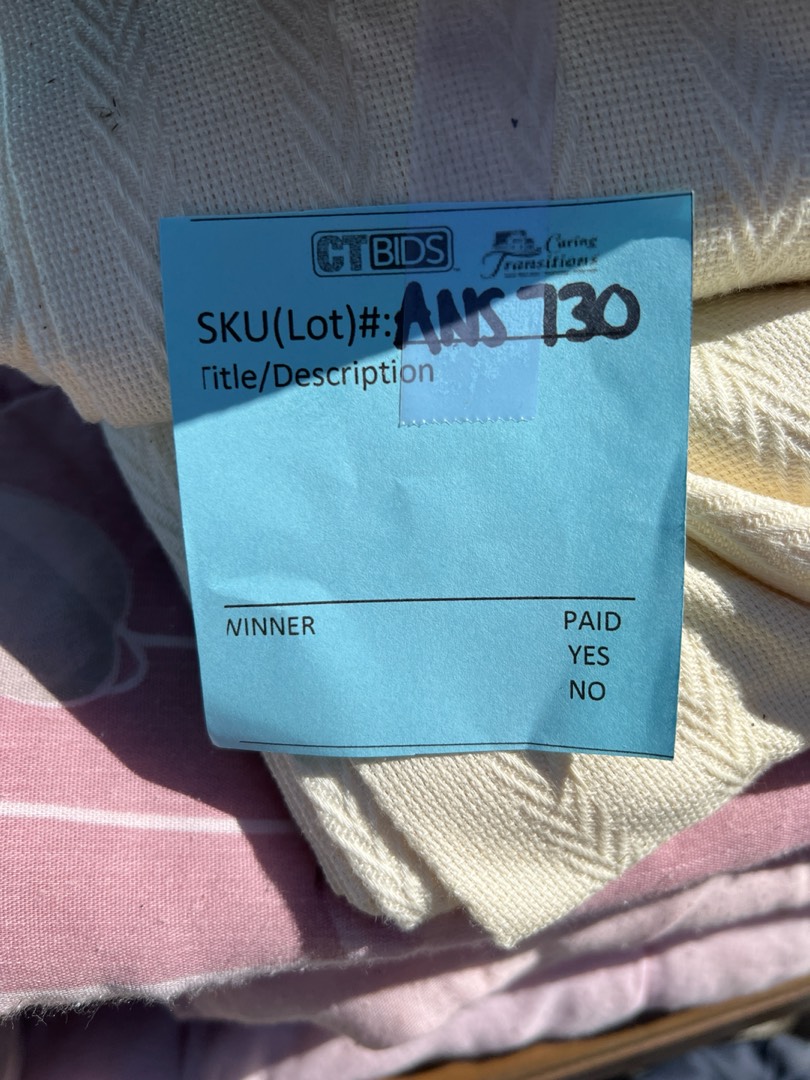 CTBIDS
Caring
Transitions
SKU(Lot)#: ANS 730
Title/Description
WINNER PAID
YES
NO